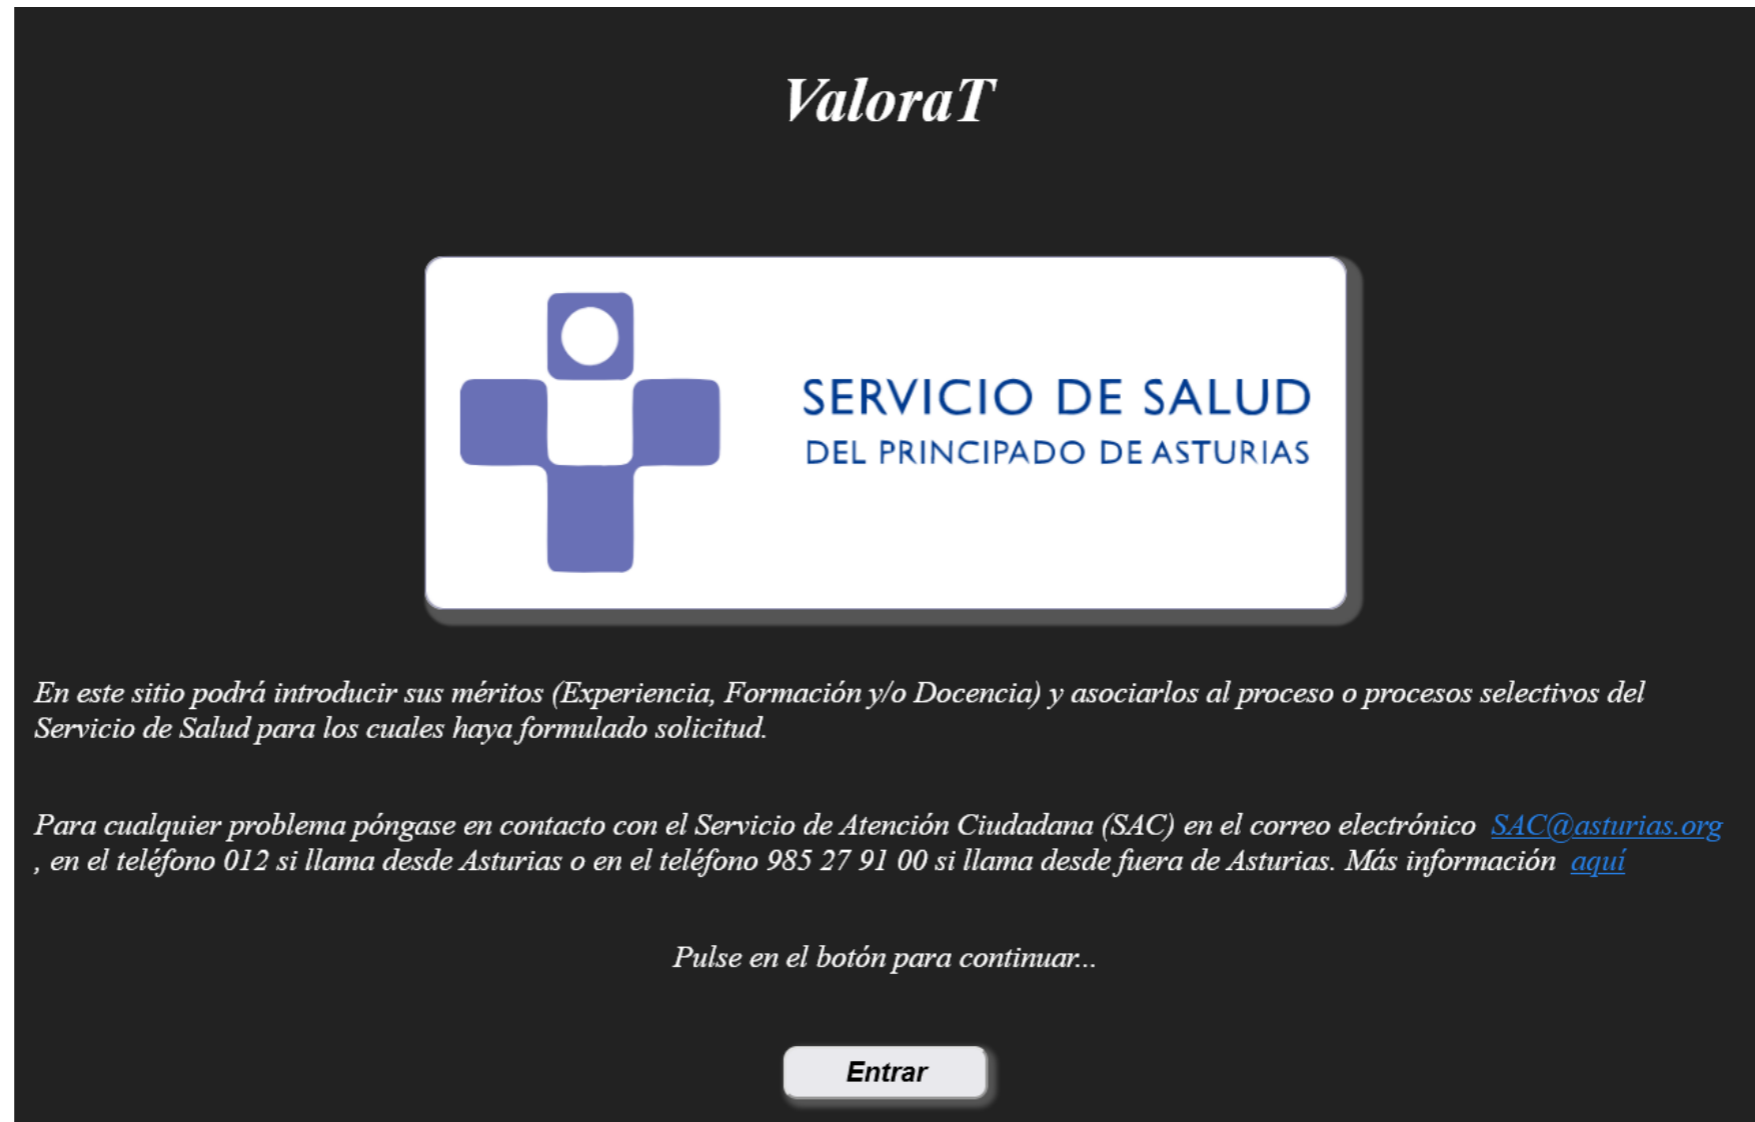 ValoraT
SERVICIO DE SALUD
DEL PRINCIPADO DE ASTURIAS
En este sitio podrá introducir sus méritos (Experiencia, Formación y/o Docencia) y asociarlos al proceso o procesos selectivos del
Servicio de Salud para los cuales haya formulado solicitud.
Para cualquier problema póngase en contacto con el Servicio de Atención Ciudadana (SAC) en el correo electrónico SAC@asturias.org
, en el teléfono 012 si llama desde Asturias o en el teléfono 985 27 91 00 si llama desde fuera de Asturias. Más información aquí
Pulse en el botón para continuar...
Entrar